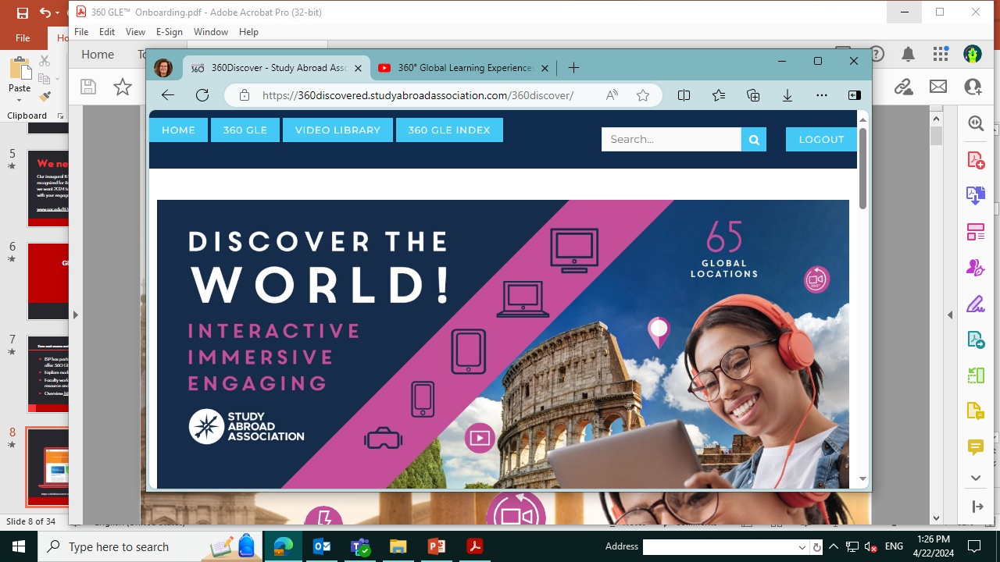 360 GLE™ Onboarding.pdf - Adobe Acrobat Pro (32-bit)
File
File Edit View E-Sign Window Help
Home
Paste
Clipboard
360Discover - Study Abroad Asso
360° Global Learning Experience
https://360discovered.studyabroadassociation.com/360discover/
HOME
360 GLE
VIDEO LIBRARY
360 GLE INDEX
Search...
LOGOUT
DISCOVER THE
WORLD!
INTERACTIVE
IMMERSIVE
ENGAGING
STUDY
ABROAD
ASSOCIATION
65
GLOBAL
LOCATIONS
360°
5
We ne
6
7
8
Slide 8 of 34
Type here to search
Address
ENG
1:26 PM
4/22/2024